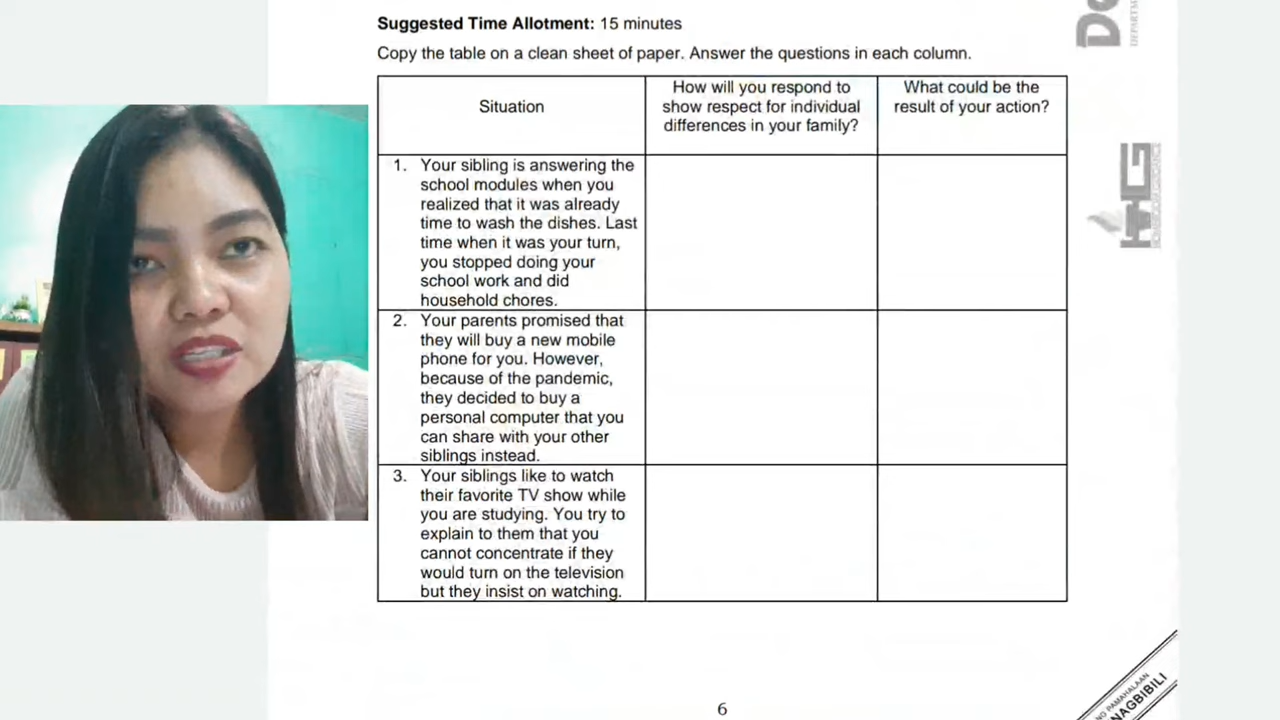 Suggested Time Allotment: 15 minutes
Copy the table on a clean sheet of paper. Answer the questions in each column.
Situation
How will you respond to
show respect for individual
differences in your family?
What could be the
result of your action?
1. Your sibling is answering the
school modules when you
realized that it was already
time to wash the dishes. Last
time when it was your turn,
you stopped doing your
school work and did
household chores.
2. Your parents promised that
they will buy a new mobile
phone for you. However,
because of the pandemic,
they decided to buy a
personal computer that you
can share with your other
siblings instead.
3. Your siblings like to watch
their favorite TV show while
you are studying. You try to
explain to them that you
cannot concentrate if they
would turn on the television
but they insist on watching.
6